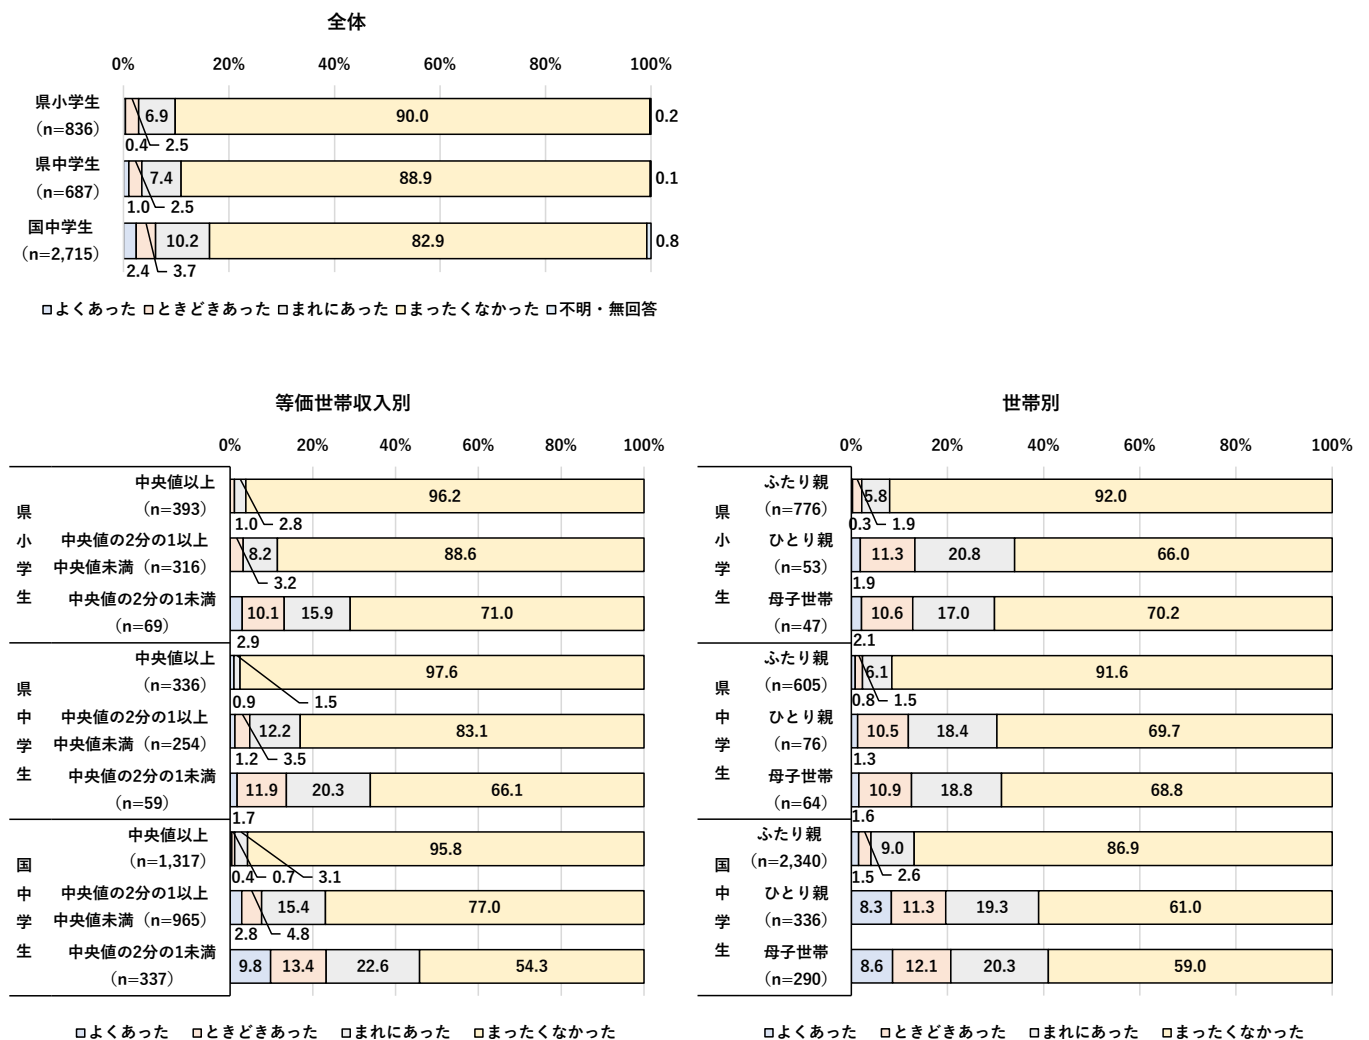 全体
0% 20% 40% 60% 80% 100%
県小学生
（n=836）
6.9 90.0 0.2
0.4 2.5
県中学生
（n=687）
7.4 88.9 0.1
1.0 2.5
国中学生
（n=2,715）
10.2 82.9 0.8
2.4 3.7
よくあった ときどきあった まれにあった まったくなかった 不明・無回答
等価世帯収入別
0% 20% 40% 60% 80% 100%
県小学生
中央値以上
（n=393）
96.2
1.0 2.8
中央値の2分の1以上
中央値未満（n=316）
8.2 88.6
3.2
中央値の2分の1未満
（n=69）
10.1 15.9 71.0
2.9
県中学生
中央値以上
（n=336）
97.6
0.9 1.5
中央値の2分の1以上
中央値未満（n=254）
12.2 83.1
1.2 3.5
中央値の2分の1未満
（n=59）
11.9 20.3 66.1
1.7
国中学生
中央値以上
（n=1,317）
95.8
0.4 0.7 3.1
中央値の2分の1以上
中央値未満（n=965）
15.4 77.0
2.8 4.8
中央値の2分の1未満
（n=337）
9.8 13.4 22.6 54.3
よくあった ときどきあった まれにあった まったくなかった
世帯別
0% 20% 40% 60% 80% 100%
県小学生
ふたり親
（n=776）
5.8 92.0
0.3 1.9
ひとり親
（n=53）
11.3 20.8 66.0
1.9
母子世帯
（n=47）
10.6 17.0 70.2
2.1
県中学生
ふたり親
（n=605）
6.1 91.6
0.8 1.5
ひとり親
（n=76）
10.5 18.4 69.7
1.3
母子世帯
（n=64）
10.9 18.8 68.8
1.6
国中学生
ふたり親
（n=2,340）
9.0 86.9
1.5 2.6
ひとり親
（n=336）
8.3 11.3 19.3 61.0
母子世帯
（n=290）
8.6 12.1 20.3 59.0
よくあった ときどきあった まれにあった まったくなかった